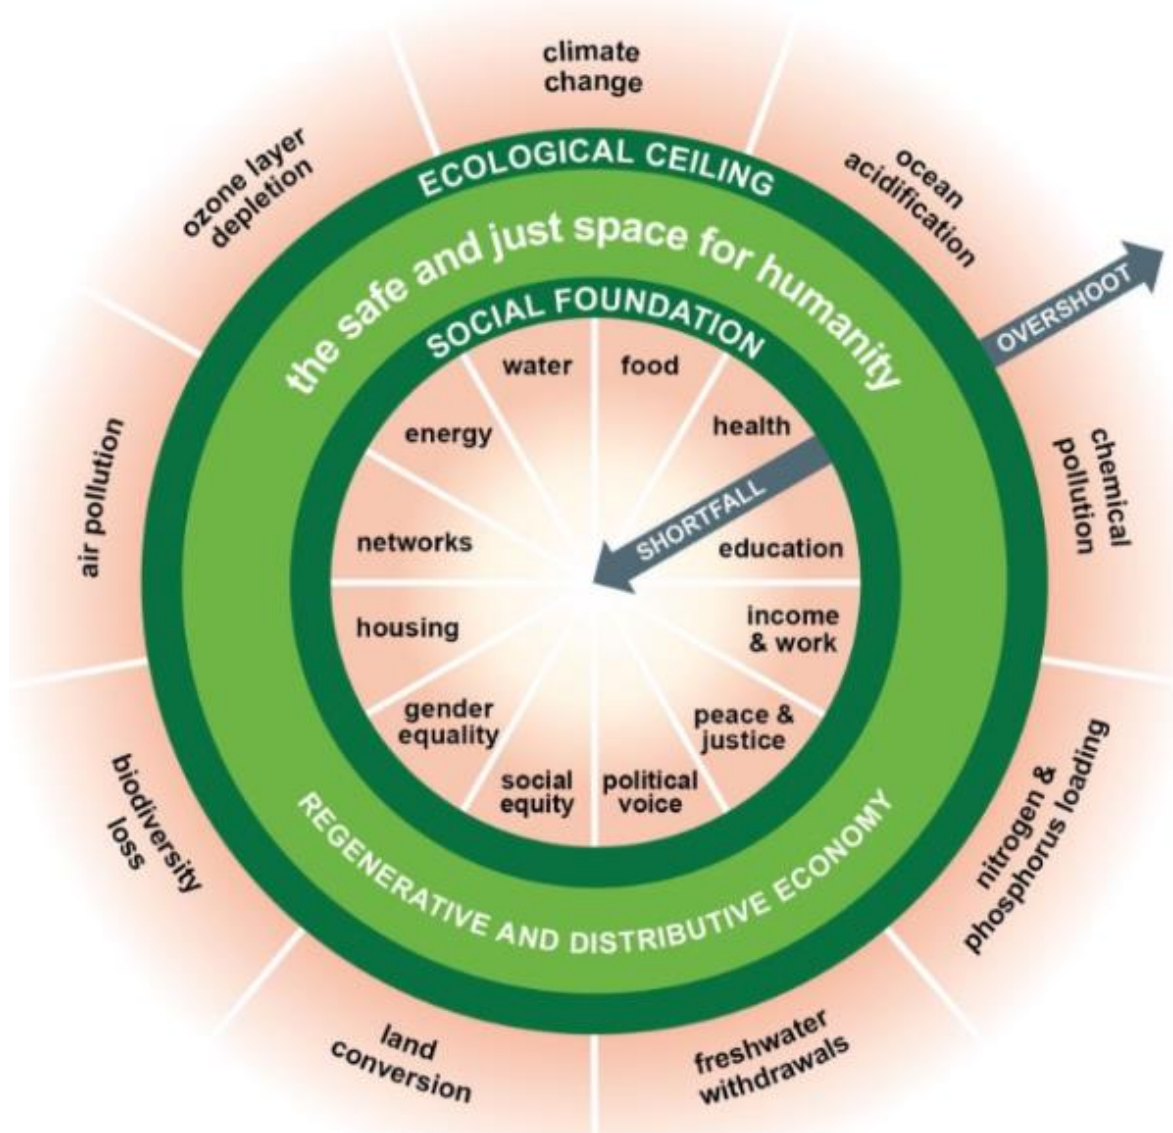 climate
change
ocean
acidification
OVERSHOOT
chemical
pollution
nitrogen &
phosphorus loading
freshwater
withdrawals
land
conversion
biodiversity
loss
air pollution
ozone layer
depletion
ECOLOGICAL CEILING
the safe and just space for humanity
SOCIAL FOUNDATION
water
food
health
SHORTFALL
education
income
& work
peace &
justice
political
voice
social
equity
gender
equality
housing
networks
energy
REGENERATIVE AND DISTRIBUTIVE ECONOMY